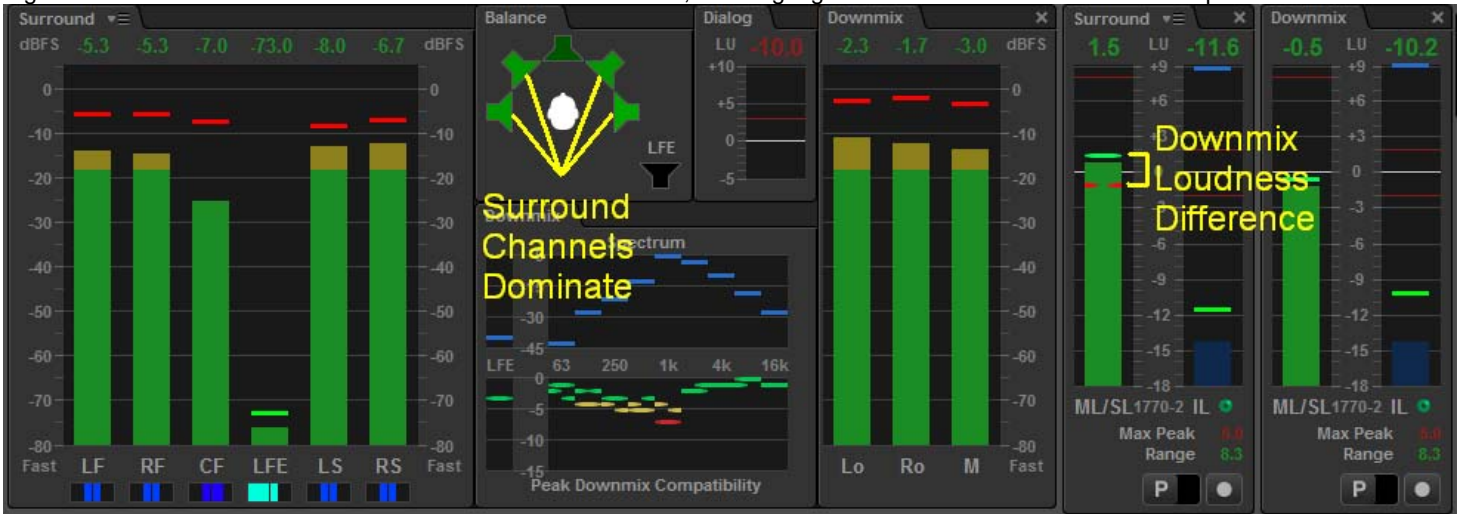 Surround
dBFS -5.3 -5.3 -7.0 -73.0 -8.0 -6.7 dBFS
0 0
-10 -10
-20 -20
-30 -30
-40 -40
-50 -50
-60 -60
-70 -70
-80 -80
Fast LF RF CF LFE LS RS Fast
Balance
LFE
Surround
Channels
Dominate
Spectrum
-30
-45
LFE 63 250 1k 4k 16k
0
-5
-10
-15
Peak Downmix Compatibility
Dialog
LU -10.0
+10
+5
0
-5
Downmix ×
-2.3 -1.7 -3.0 dBFS
0
-10
-20
-30
-40
-50
-60
-70
-80
Lo Ro M Fast
Surround ×
1.5 LU -11.6
+9
+6
+3
-6
-9
-12
-15
-18
ML/SL 1770-2 IL
Max Peak
Range 8.3
P
Downmix
Loudness
Difference
Downmix ×
-0.5 LU -10.2
+9
+6
+3
0
-3
-6
-9
-12
-15
-18
ML/SL 1770-2 IL
Max Peak
Range 8.3
P